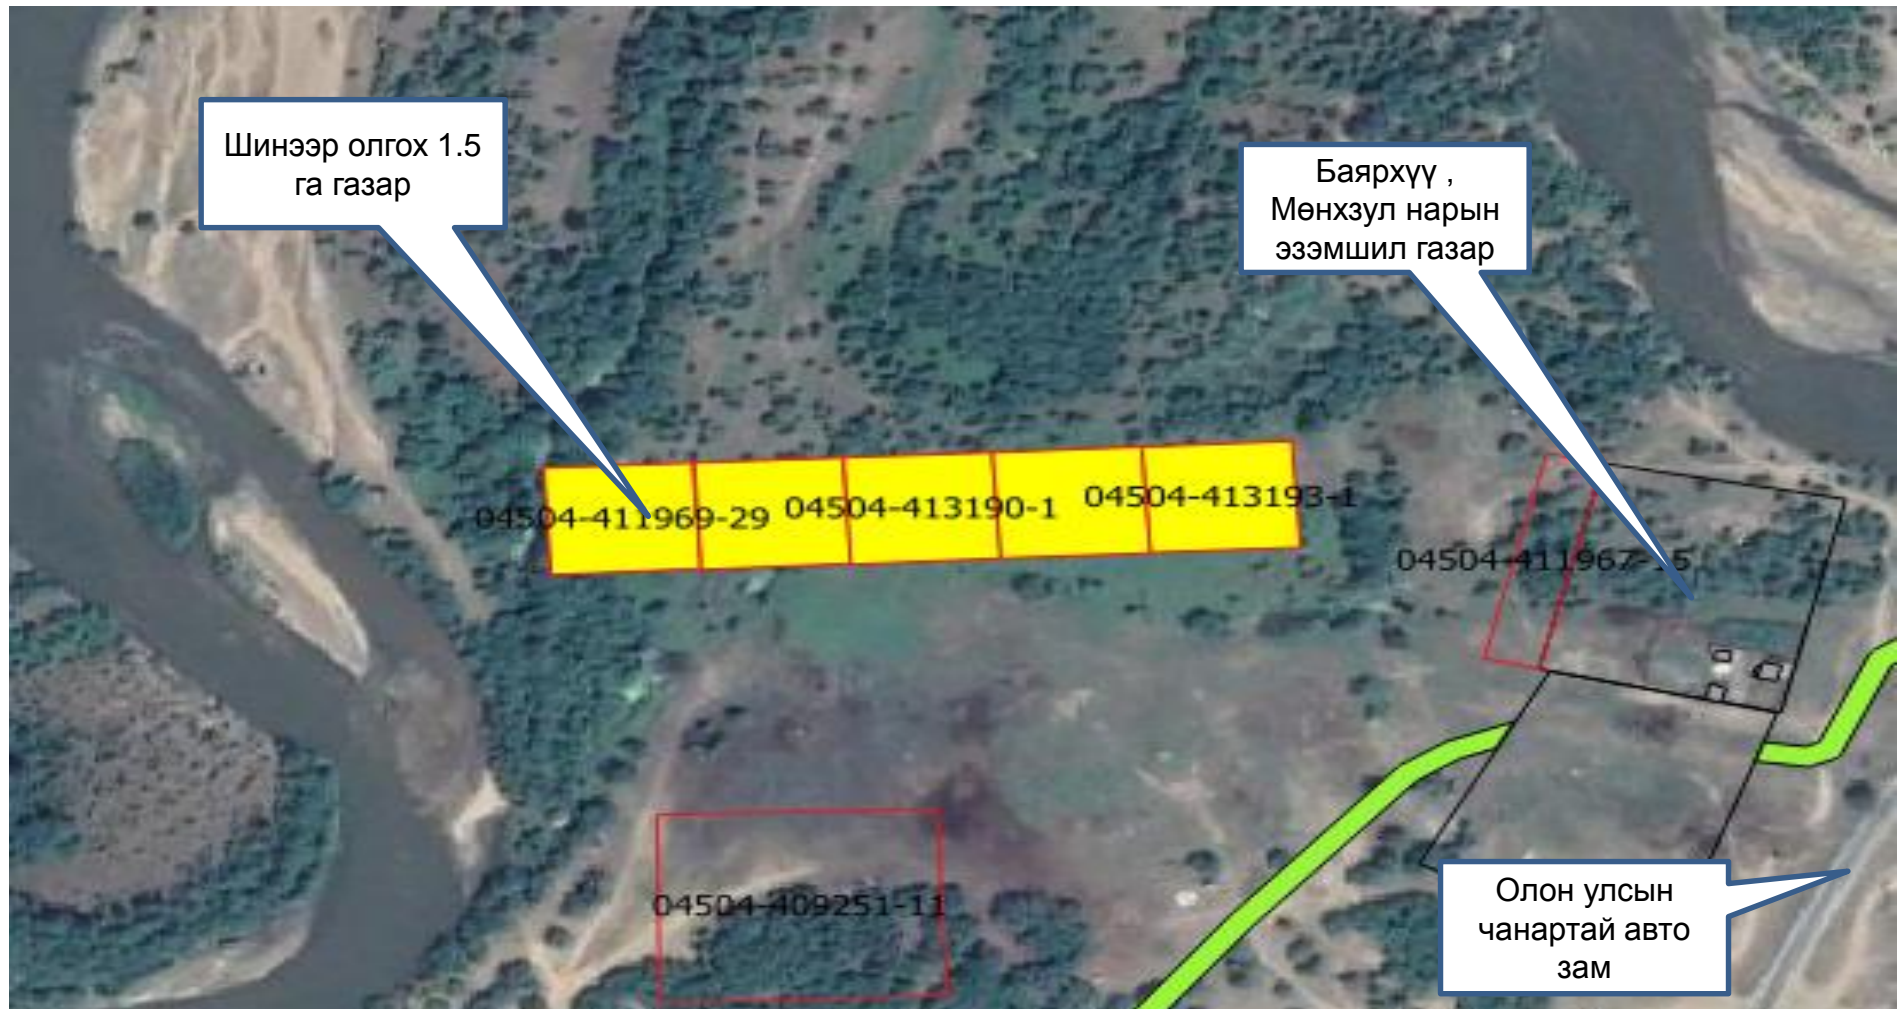 Шинээр олгох 1.5
га газар
Баярхүү ,
Мөнхзул нарын
эзэмшил газар
04504-411969-29
04504-413190-1
04504-413193-1
04504-411967-15
04504-409251-11
Олон улсын
чанартай авто
зам